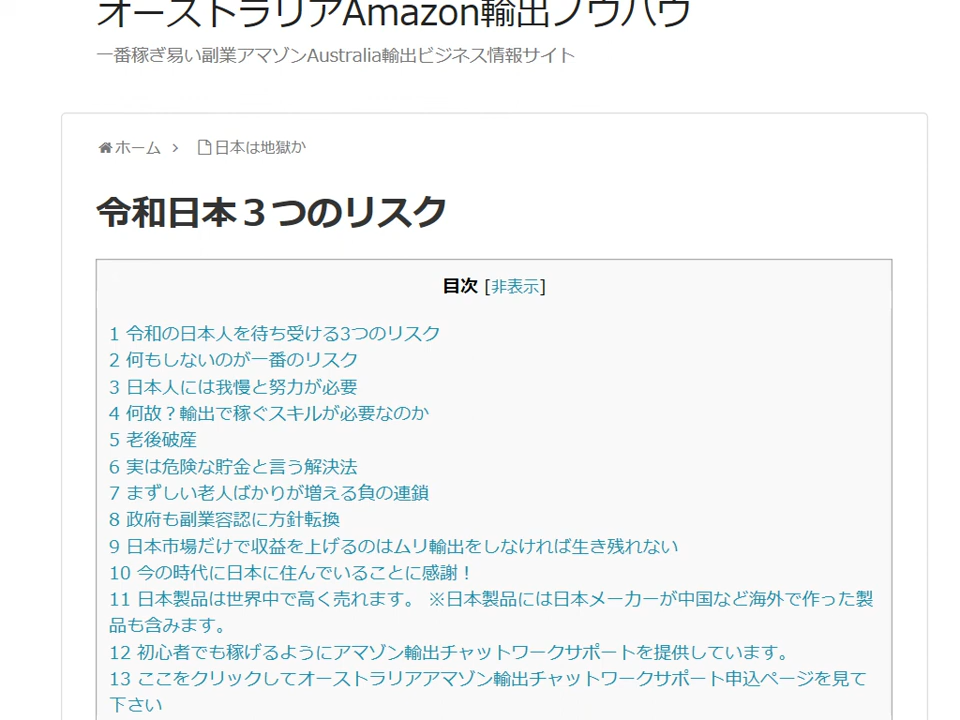 オーストラリアAmazon輸出ノウハウ
一番稼ぎ易い副業アマゾンAustralia輸出ビジネス情報サイト
ホーム › 日本は地獄か
令和日本３つのリスク
目次 [非表示]
1 令和の日本人を待ち受ける3つのリスク
2 何もしないのが一番のリスク
3 日本人には我慢と努力が必要
4 何故？輸出で稼ぐスキルが必要なのか
5 老後破産
6 実は危険な貯金と言う解決法
7 まずしい老人ばかりが増える負の連鎖
8 政府も副業容認に方針転換
9 日本市場だけで収益を上げるのはムリ輸出をしなければ生き残れない
10 今の時代に日本に住んでいることに感謝！
11 日本製品は世界中で高く売れます。 ※日本製品には日本メーカーが中国など海外で作った製
品も含みます。
12 初心者でも稼げるようにアマゾン輸出チャットワークサポートを提供しています。
13 ここをクリックしてオーストラリアアマゾン輸出チャットワークサポート申込ページを見て
下さい